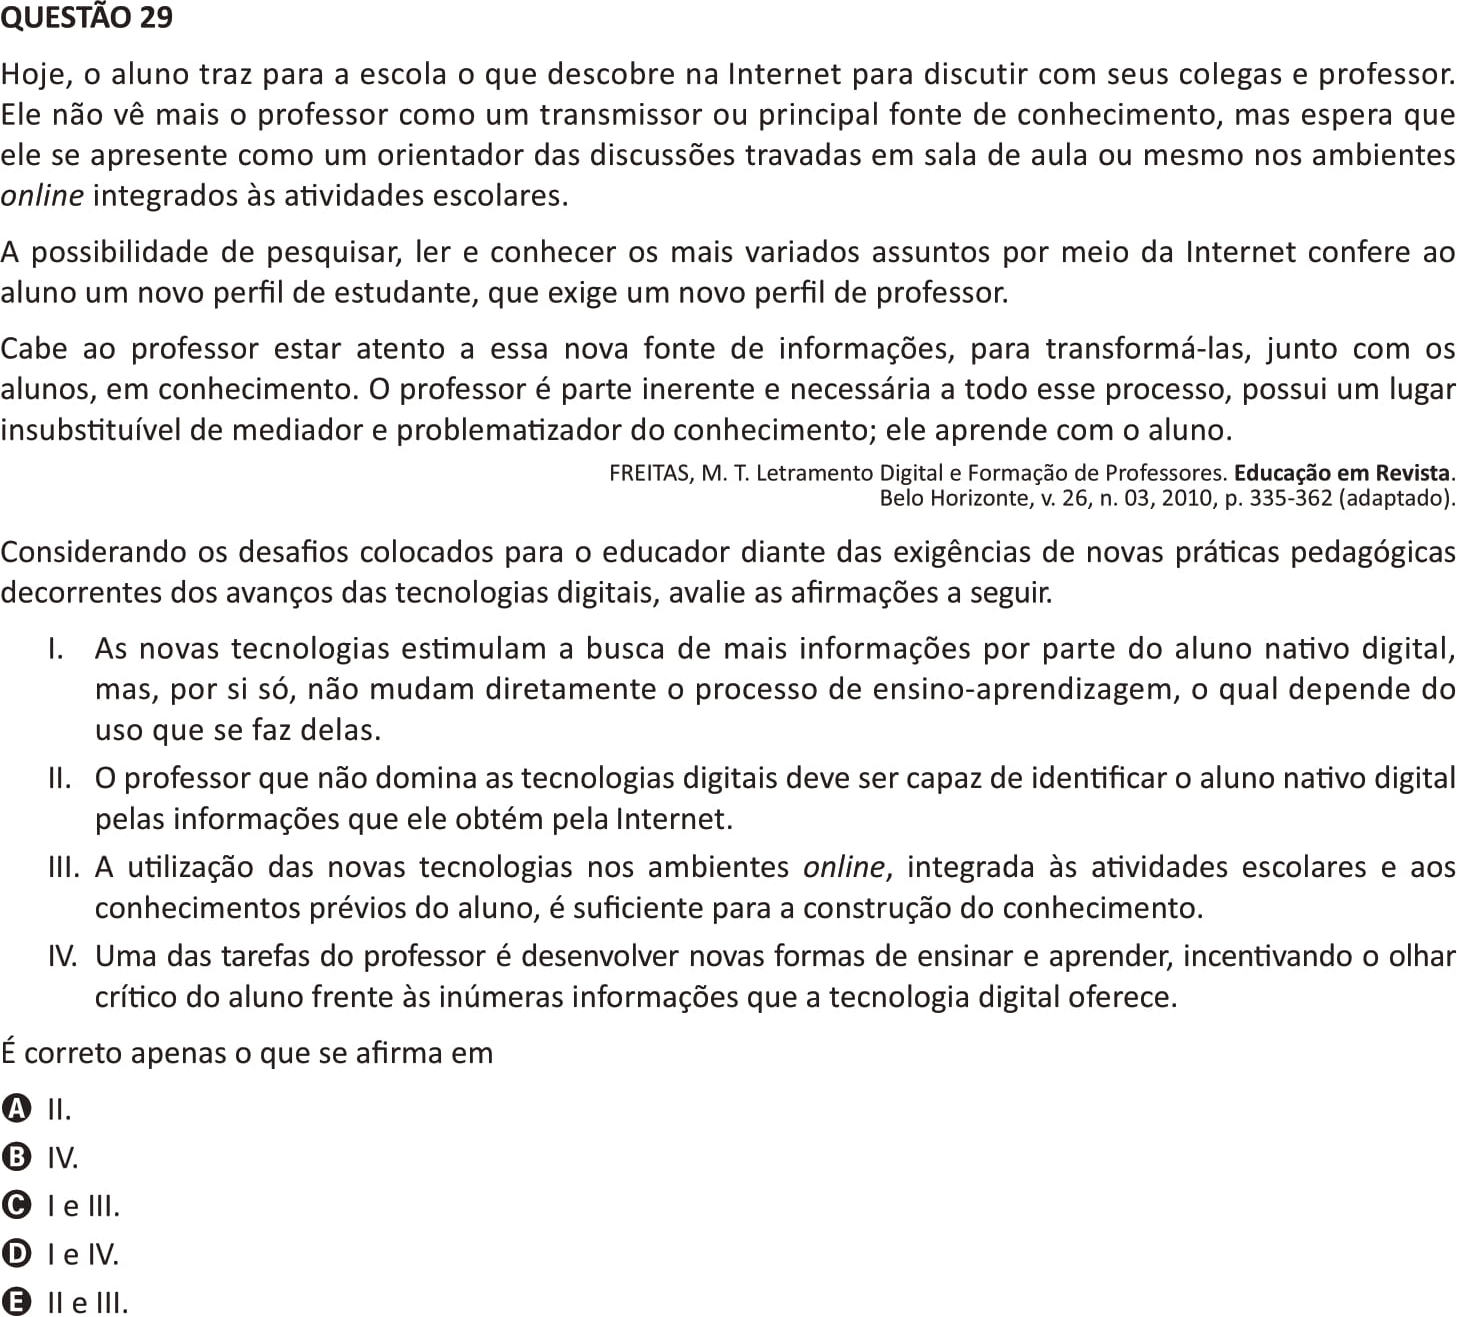 QUESTÃO 29
Hoje, o aluno traz para a escola o que descobre na Internet para discutir com seus colegas e professor.
Ele não vê mais o professor como um transmissor ou principal fonte de conhecimento, mas espera que
ele se apresente como um orientador das discussões travadas em sala de aula ou mesmo nos ambientes
online integrados às atividades escolares.
A possibilidade de pesquisar, ler e conhecer os mais variados assuntos por meio da Internet confere ao
aluno um novo perfil de estudante, que exige um novo perfil de professor.
Cabe ao professor estar atento a essa nova fonte de informações, para transformá-las, junto com os
alunos, em conhecimento. O professor é parte inerente e necessária a todo esse processo, possui um lugar
insubstituível de mediador e problematizador do conhecimento; ele aprende com o aluno.
FREITAS, M. T. Letramento Digital e Formação de Professores. Educação em Revista.
Belo Horizonte, v. 26, n. 03, 2010, p. 335-362 (adaptado).
Considerando os desafios colocados para o educador diante das exigências de novas práticas pedagógicas
decorrentes dos avanços das tecnologias digitais, avalie as afirmações a seguir.
I. As novas tecnologias estimulam a busca de mais informações por parte do aluno nativo digital,
mas, por si só, não mudam diretamente o processo de ensino-aprendizagem, o qual depende do
uso que se faz delas.
II. O professor que não domina as tecnologias digitais deve ser capaz de identificar o aluno nativo digital
pelas informações que ele obtém pela Internet.
III. A utilização das novas tecnologias nos ambientes online, integrada às atividades escolares e aos
conhecimentos prévios do aluno, é suficiente para a construção do conhecimento.
IV. Uma das tarefas do professor é desenvolver novas formas de ensinar e aprender, incentivando o olhar
crítico do aluno frente às inúmeras informações que a tecnologia digital oferece.
É correto apenas o que se afirma em
A II.
B IV.
C I e III.
D I e IV.
E II e III.